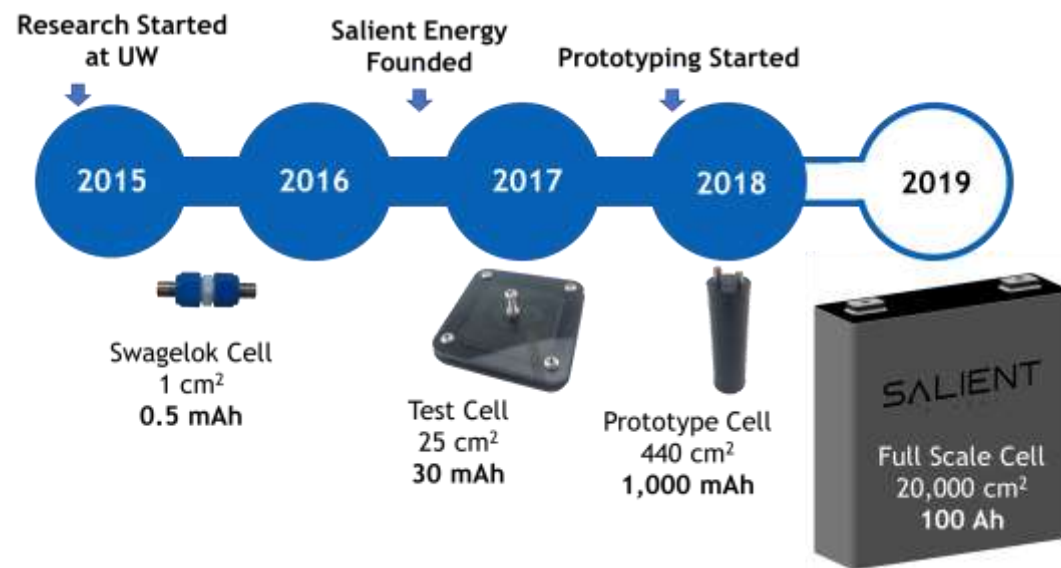 Research Started
at UW
Salient Energy
Founded
Prototyping Started
2015
2016
2017
2018
2019
Swagelok Cell
1 cm²
0.5 mAh
Test Cell
25 cm²
30 mAh
Prototype Cell
440 cm²
1,000 mAh
SALIENT
Full Scale Cell
20,000 cm²
100 Ah